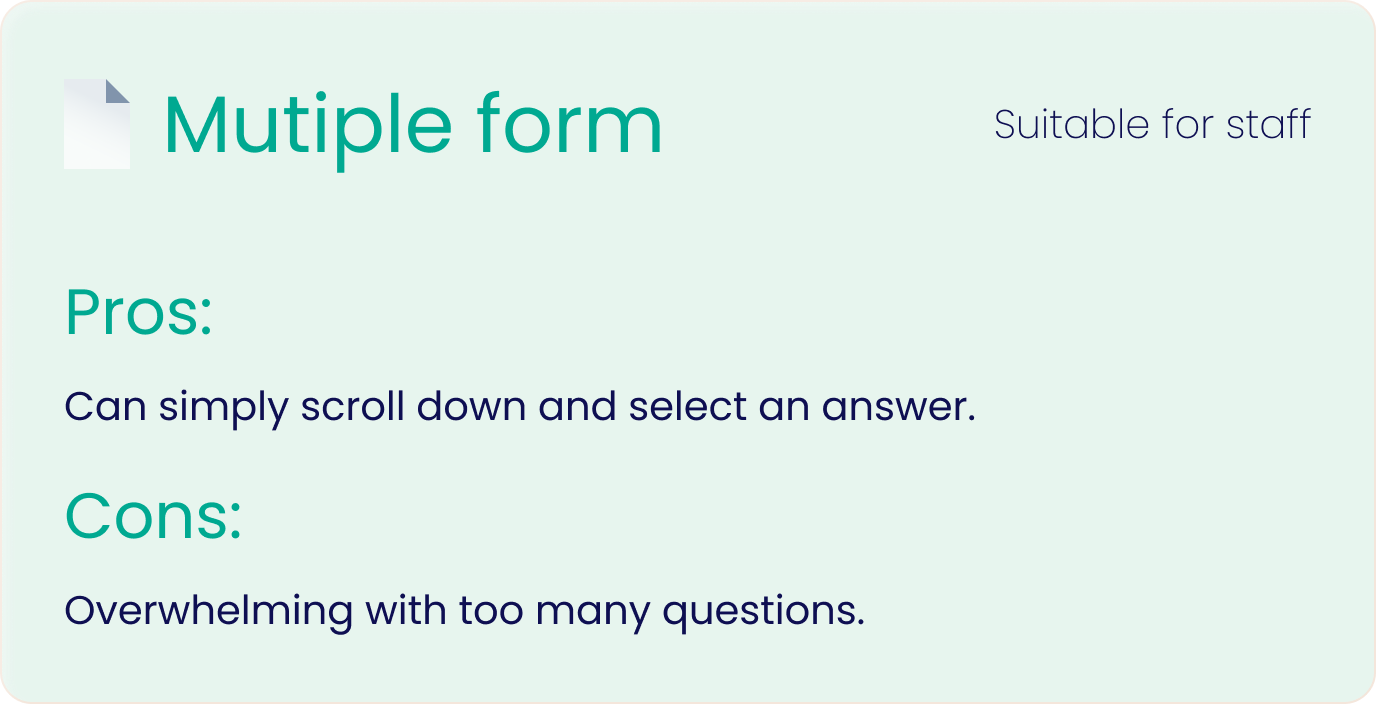 Mutiple form
Suitable for staff
Pros:
Can simply scroll down and select an answer.
Cons:
Overwhelming with too many questions.